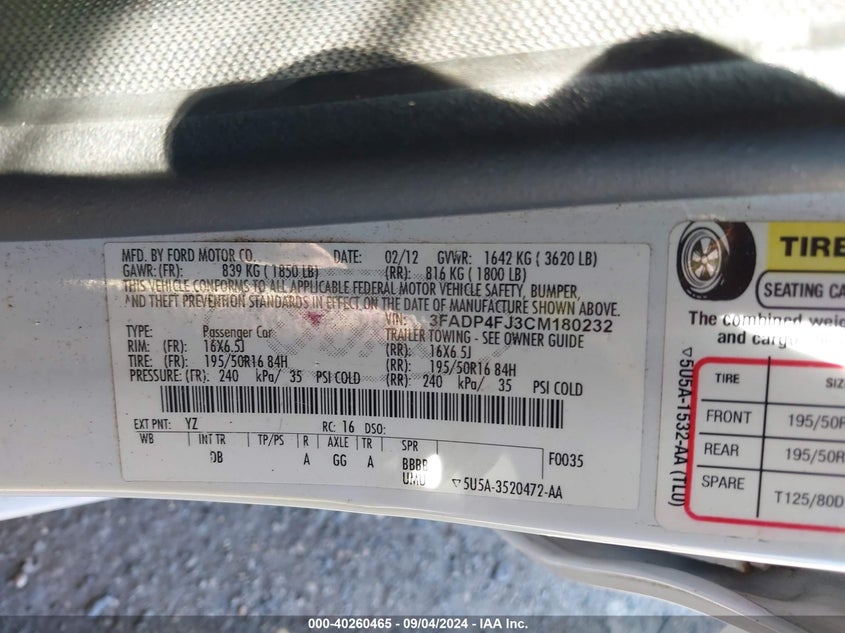 MFD. BY FORD MOTOR CO. DATE: 02/12 GVWR: 1642 KG ( 3620 LB)
GAWR: (FR): 839 KG ( 1850 LB) (RR): 816 KG ( 1800 LB)
THIS VEHICLE CONFORMS TO ALL APPLICABLE FEDERAL MOTOR VEHICLE SAFETY, BUMPER,
AND THEFT PREVENTION STANDARDS IN EFFECT ON THE DATE OF MANUFACTURE SHOWN ABOVE.
VIN: 3FADP4FJ3CM180232
TYPE: Passenger Car TRAILER TOWING - SEE OWNER GUIDE
RIM: (FR): 16X6.5J (RR): 16X6.5J
TIRE: (FR): 195/50R16 84H (RR): 195/50R16 84H
PRESSURE: (FR): 240 kPa/ 35 PSI COLD (RR): 240 kPa/ 35 PSI COLD
EXT PNT: YZ RC: 16 DSO:
WB INT TR TP/PS R AXLE TR SPR F0035
DB A GG A BBBB
UMU ▽5U5A-3520472-AA
TIRE
SEATING CA
The combined weig
and carg
TIRE SIZ
FRONT 195/50R
REAR 195/50R
SPARE T125/80D
▽5U5A-1532-AA (TLU)
000-40260465 - 09/04/2024 - IAA Inc.